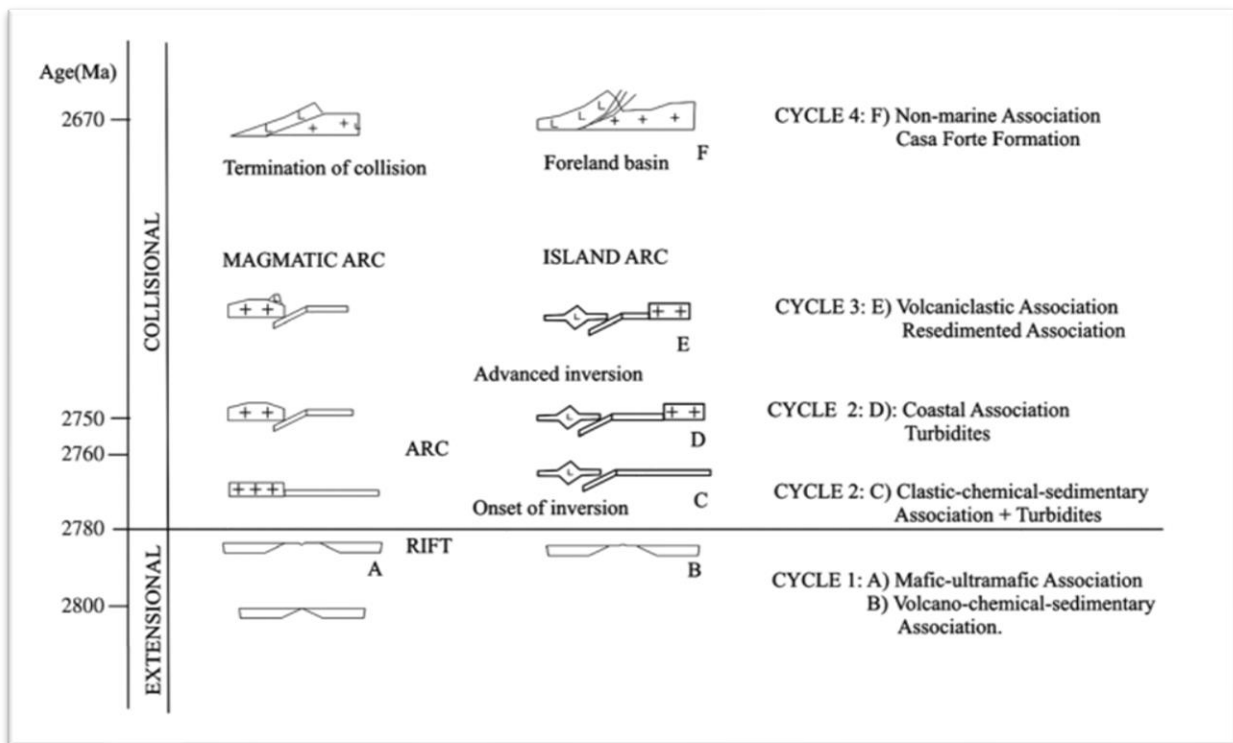 Age(Ma)
2670
Termination of collision
Foreland basin
F
CYCLE 4: F) Non-marine Association
Casa Forte Formation
COLLISIONAL
MAGMATIC ARC
ISLAND ARC
+ +
L
+ +
E
CYCLE 3: E) Volcaniclastic Association
Resedimented Association
Advanced inversion
2750
+ +
L
+ +
D
CYCLE 2: D): Coastal Association
Turbidites
2760
ARC
+++
L
C
Onset of inversion
CYCLE 2: C) Clastic-chemical-sedimentary
Association + Turbidites
2780
EXTENSIONAL
RIFT
A
B
CYCLE 1: A) Mafic-ultramafic Association
B) Volcano-chemical-sedimentary
Association.
2800